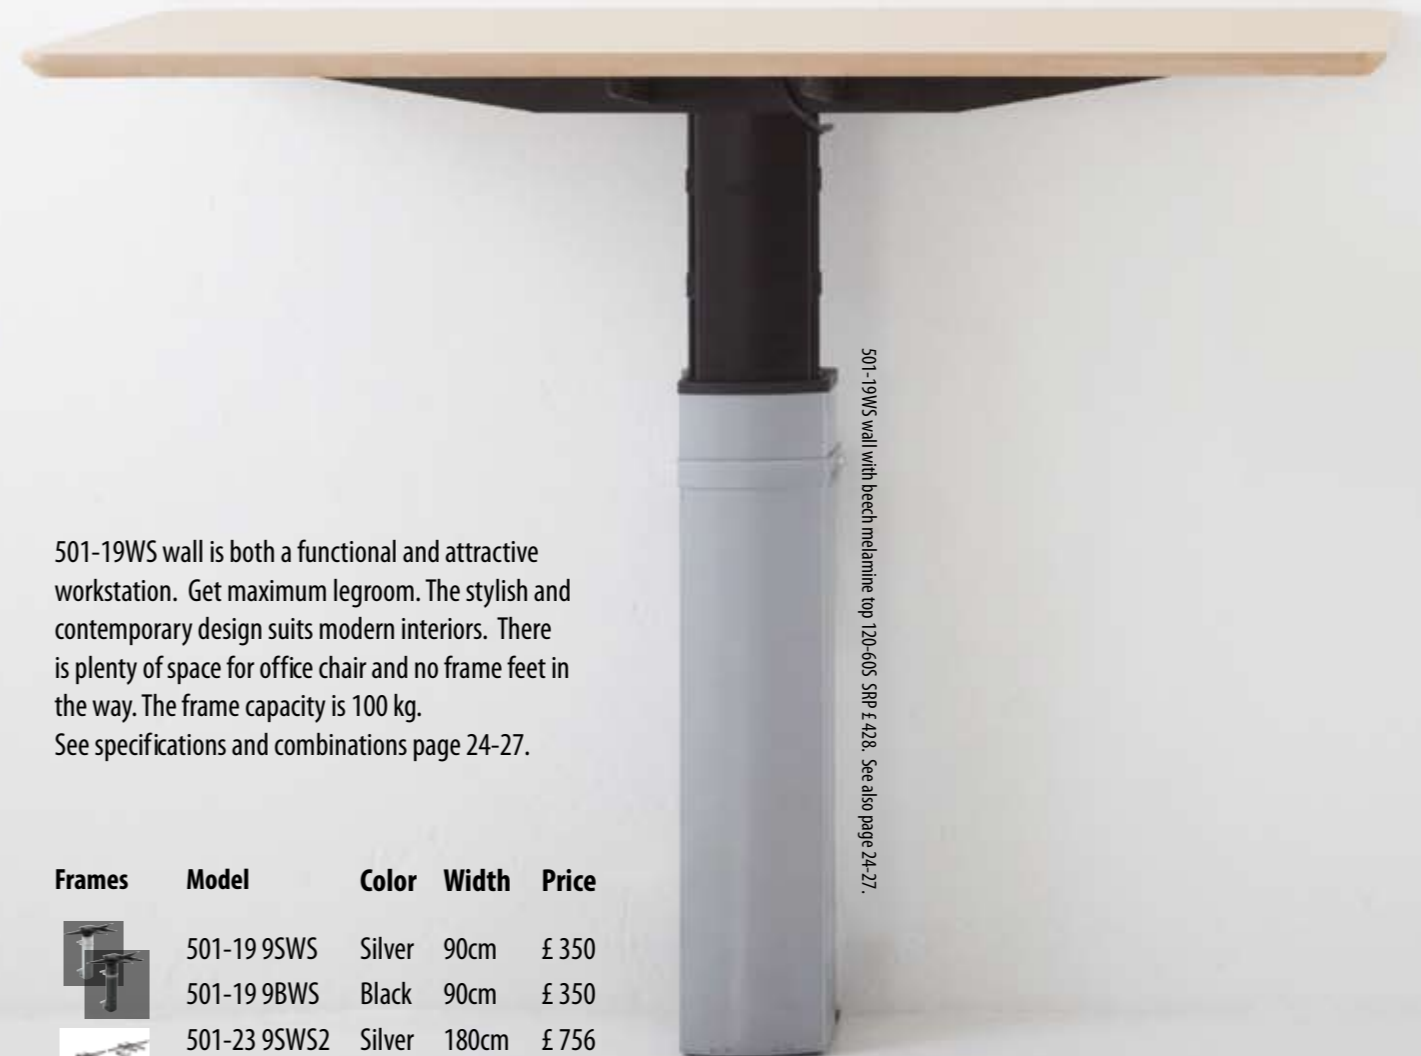 501-19WS wall with beech melamine top 120-60S SRP £ 428. See also page 24-27.
501-19WS wall is both a functional and attractive
workstation. Get maximum legroom. The stylish and
contemporary design suits modern interiors. There
is plenty of space for office chair and no frame feet in
the way. The frame capacity is 100 kg.
See specifications and combinations page 24-27.
Frames Model Color Width Price
501-19 9SWS Silver 90cm £ 350
501-19 9BWS Black 90cm £ 350
501-23 9SWS2 Silver 180cm £ 756